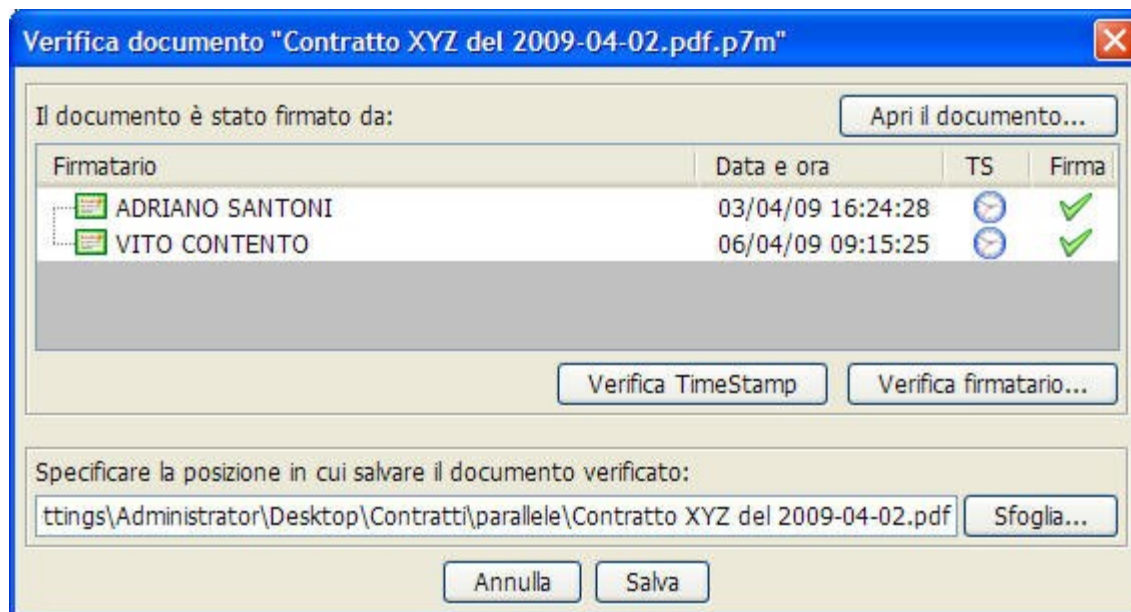 Verifica documento "Contratto XYZ del 2009-04-02.pdf.p7m"
Il documento è stato firmato da:
Apri il documento...
Firmatario Data e ora TS Firma
ADRIANO SANTONI 03/04/09 16:24:28
VITO CONTENTO 06/04/09 09:15:25
Verifica TimeStamp Verifica firmatario...
Specificare la posizione in cui salvare il documento verificato:
ttings\Administrator\Desktop\Contratti\parallele\Contratto XYZ del 2009-04-02.pdf Sfoglia...
Annulla Salva